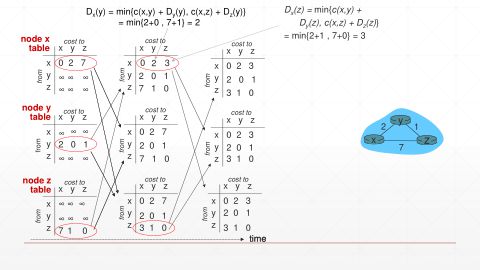 Dx(y) = min{c(x,y) + Dy(y), c(x,z) + Dz(y)}
= min{2+0 , 7+1} = 2
Dx(z) = min{c(x,y) +
Dy(z), c(x,z) + Dz(z)}
= min{2+1 , 7+0} = 3
node x
table
cost to
x y z
from
x 0 2 7
y ∞ ∞ ∞
z ∞ ∞ ∞
cost to
x y z
from
x 0 2 3
y 2 0 1
z 7 1 0
cost to
x y z
from
x 0 2 3
y 2 0 1
z 3 1 0
node y
table
cost to
x y z
from
x ∞ ∞ ∞
y 2 0 1
z ∞ ∞ ∞
cost to
x y z
from
x 0 2 7
y 2 0 1
z 7 1 0
cost to
x y z
from
x 0 2 3
y 2 0 1
z 3 1 0
node z
table
cost to
x y z
from
x ∞ ∞ ∞
y ∞ ∞ ∞
z 7 1 0
cost to
x y z
from
x 0 2 7
y 2 0 1
z 3 1 0
cost to
x y z
from
x 0 2 3
y 2 0 1
z 3 1 0
time
y
2 1
x z
7